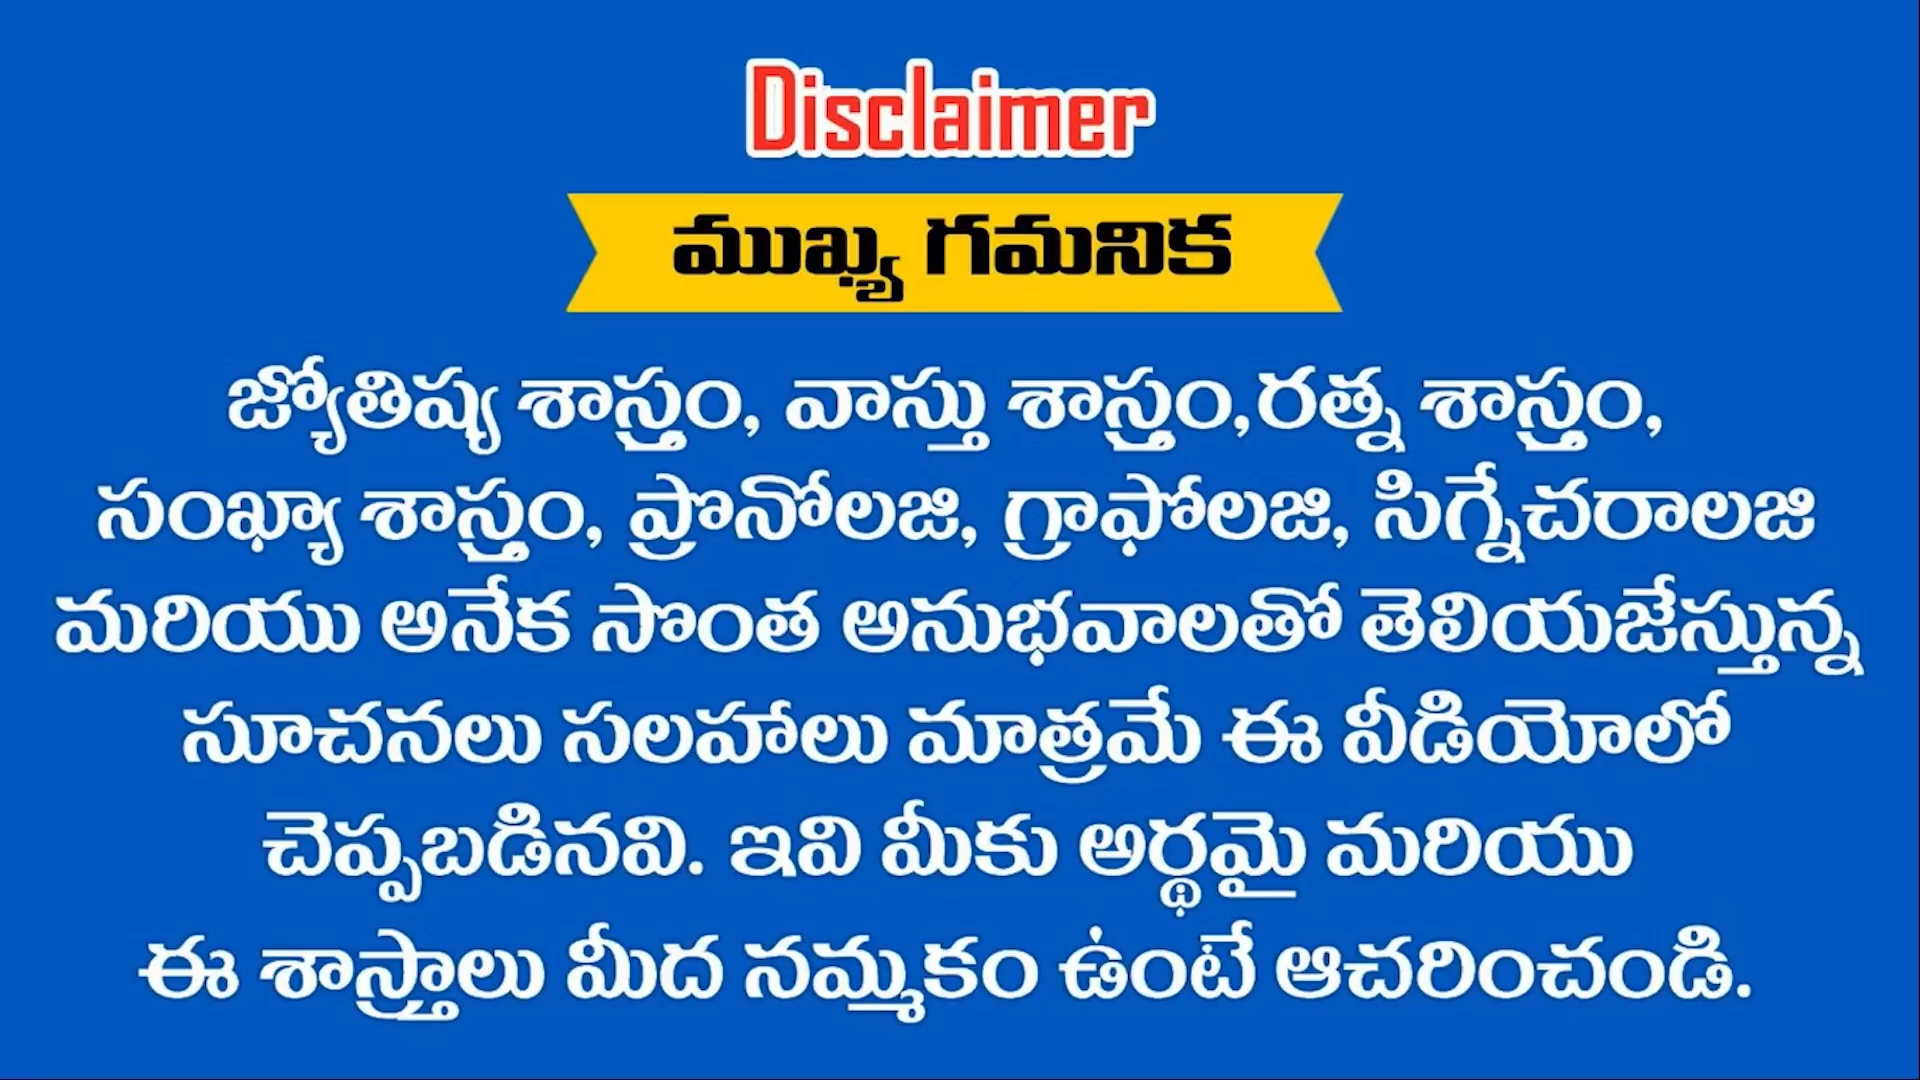 Disclaimer
ముఖ్య గమనిక
జ్యోతిష్య శాస్త్రం, వాస్తు శాస్త్రం,రత్న శాస్త్రం,
సంఖ్యా శాస్త్రం, ప్రొనోలజి, గ్రాఫోలజి, సిగ్నేచరాలజి
మరియు అనేక సొంత అనుభవాలతో తెలియజేస్తున్న
సూచనలు సలహాలు మాత్రమే ఈ వీడియోలో
చెప్పబడినవి. ఇవి మీకు అర్థమై మరియు
ఈ శాస్త్రాలు మీద నమ్మకం ఉంటే ఆచరించండి.